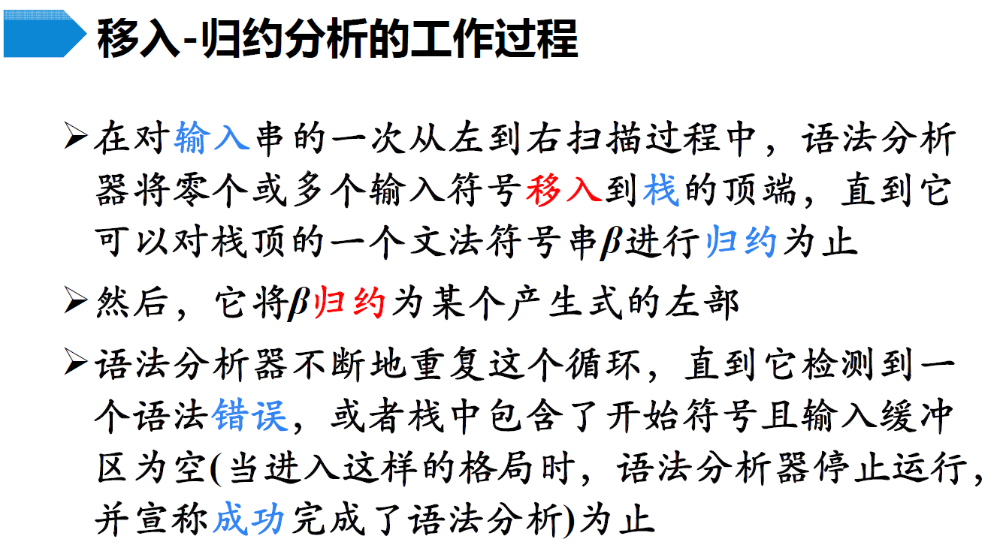 移入-归约分析的工作过程
➢在对输入串的一次从左到右扫描过程中，语法分析
器将零个或多个输入符号移入到栈的顶端，直到它
可以对栈顶的一个文法符号串β进行归约为止
➢然后，它将β归约为某个产生式的左部
➢语法分析器不断地重复这个循环，直到它检测到一
个语法错误，或者栈中包含了开始符号且输入缓冲
区为空(当进入这样的格局时，语法分析器停止运行，
并宣称成功完成了语法分析)为止